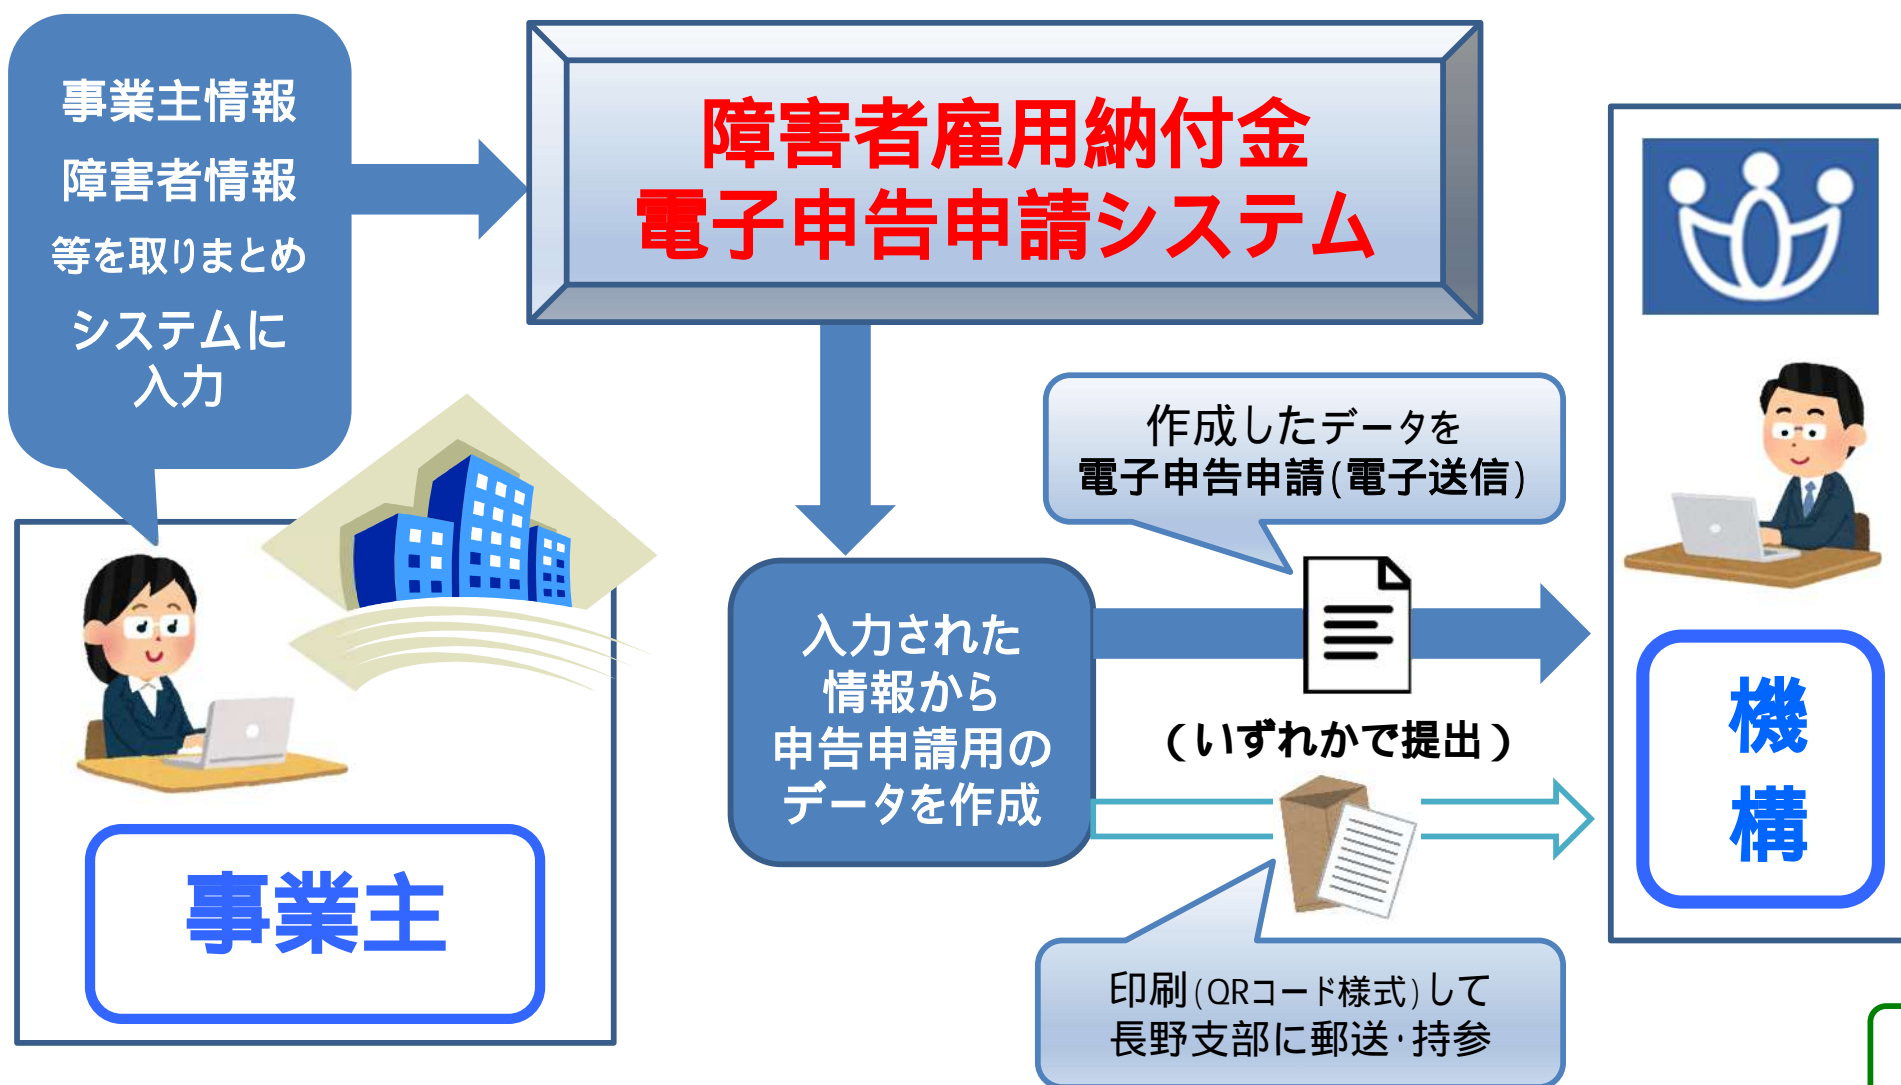 事業主情報
障害者情報
等を取りまとめ
システムに
入力
障害者雇用納付金
電子申告申請システム
作成したデータを
電子申告申請(電子送信)
入力された
情報から
申告申請用の
データを作成
(いずれかで提出)
印刷(QRコード様式)して
長野支部に郵送・持参
事業主
機
構